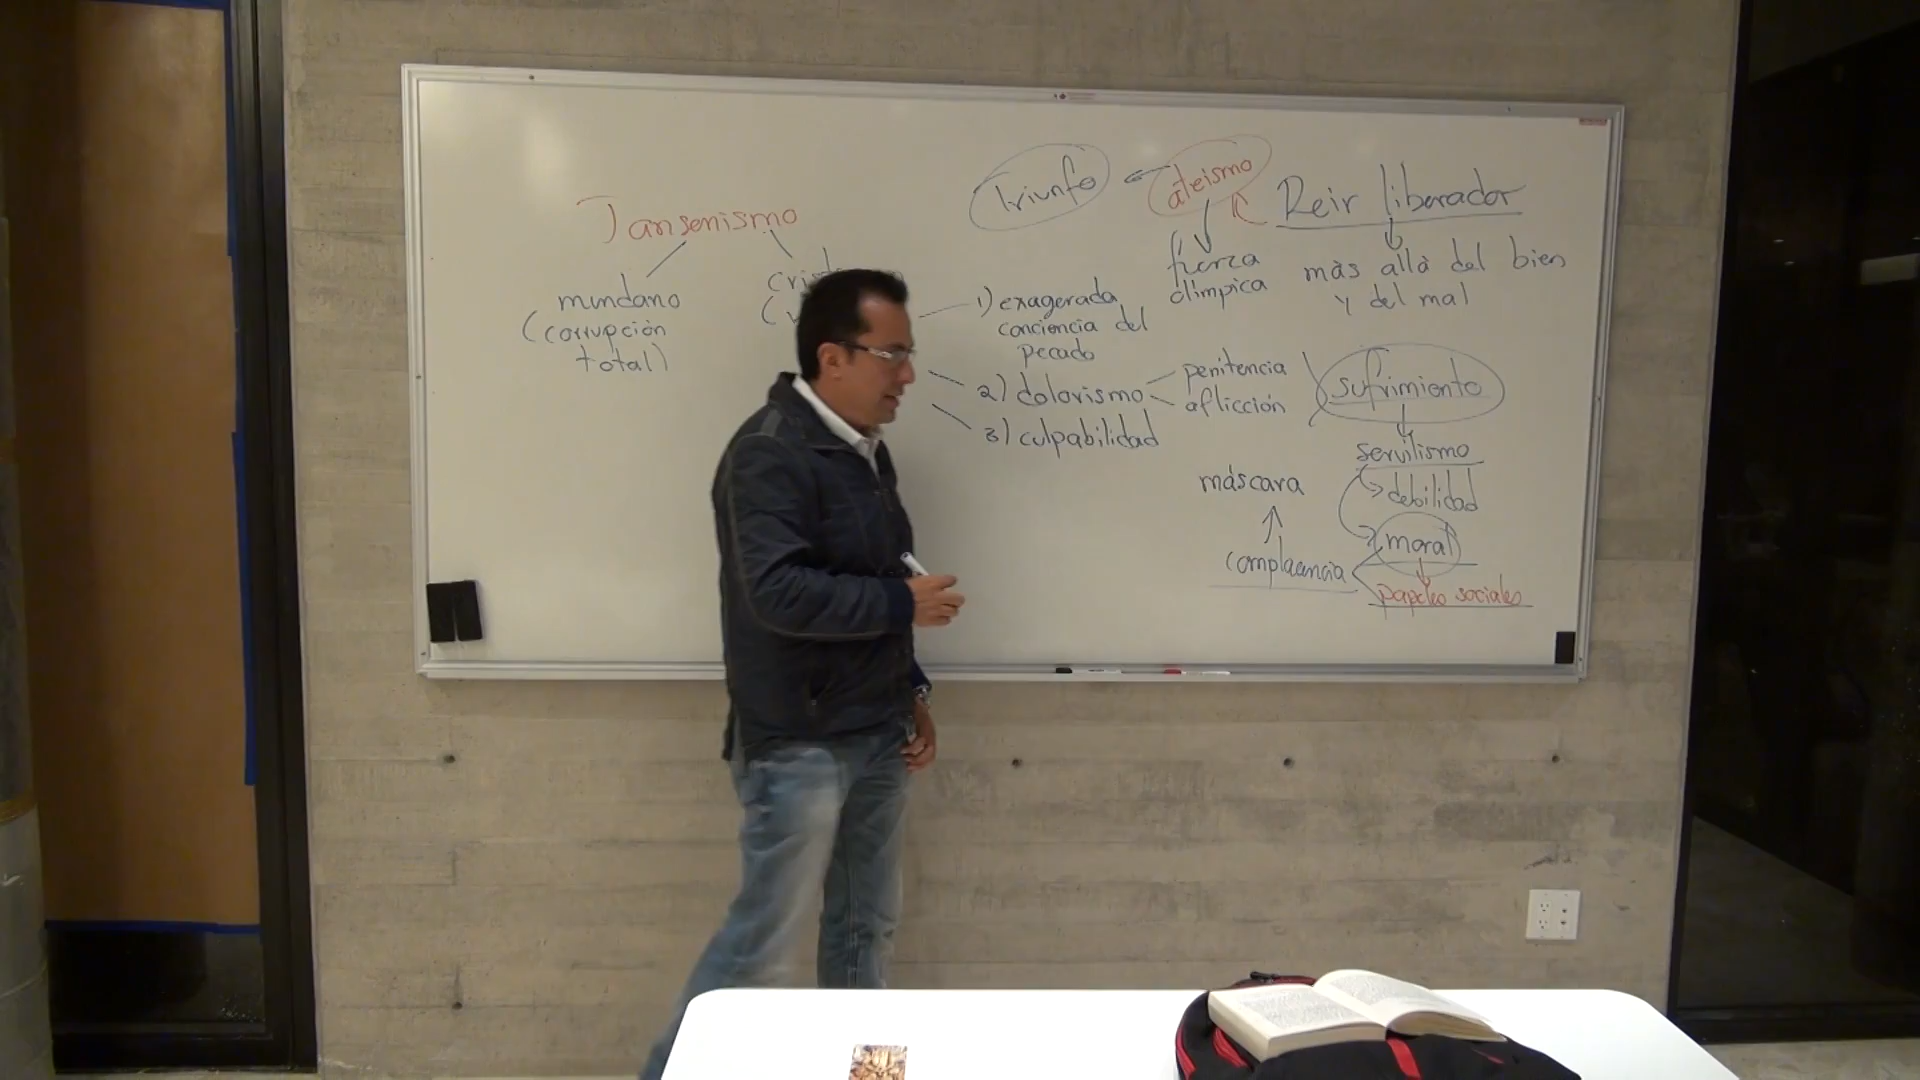 Jansenismo
mundano
(corrupción
total)
1) exagerada
conciencia del
pecado
2) dolorismo
penitencia
aflicción
3) culpabilidad
Triunfo
ateismo
fuerza
olímpica
Reir liberador
más allá del bien
y del mal
sufrimiento
servilismo
debilidad
moral
papeles sociales
complacencia
máscara